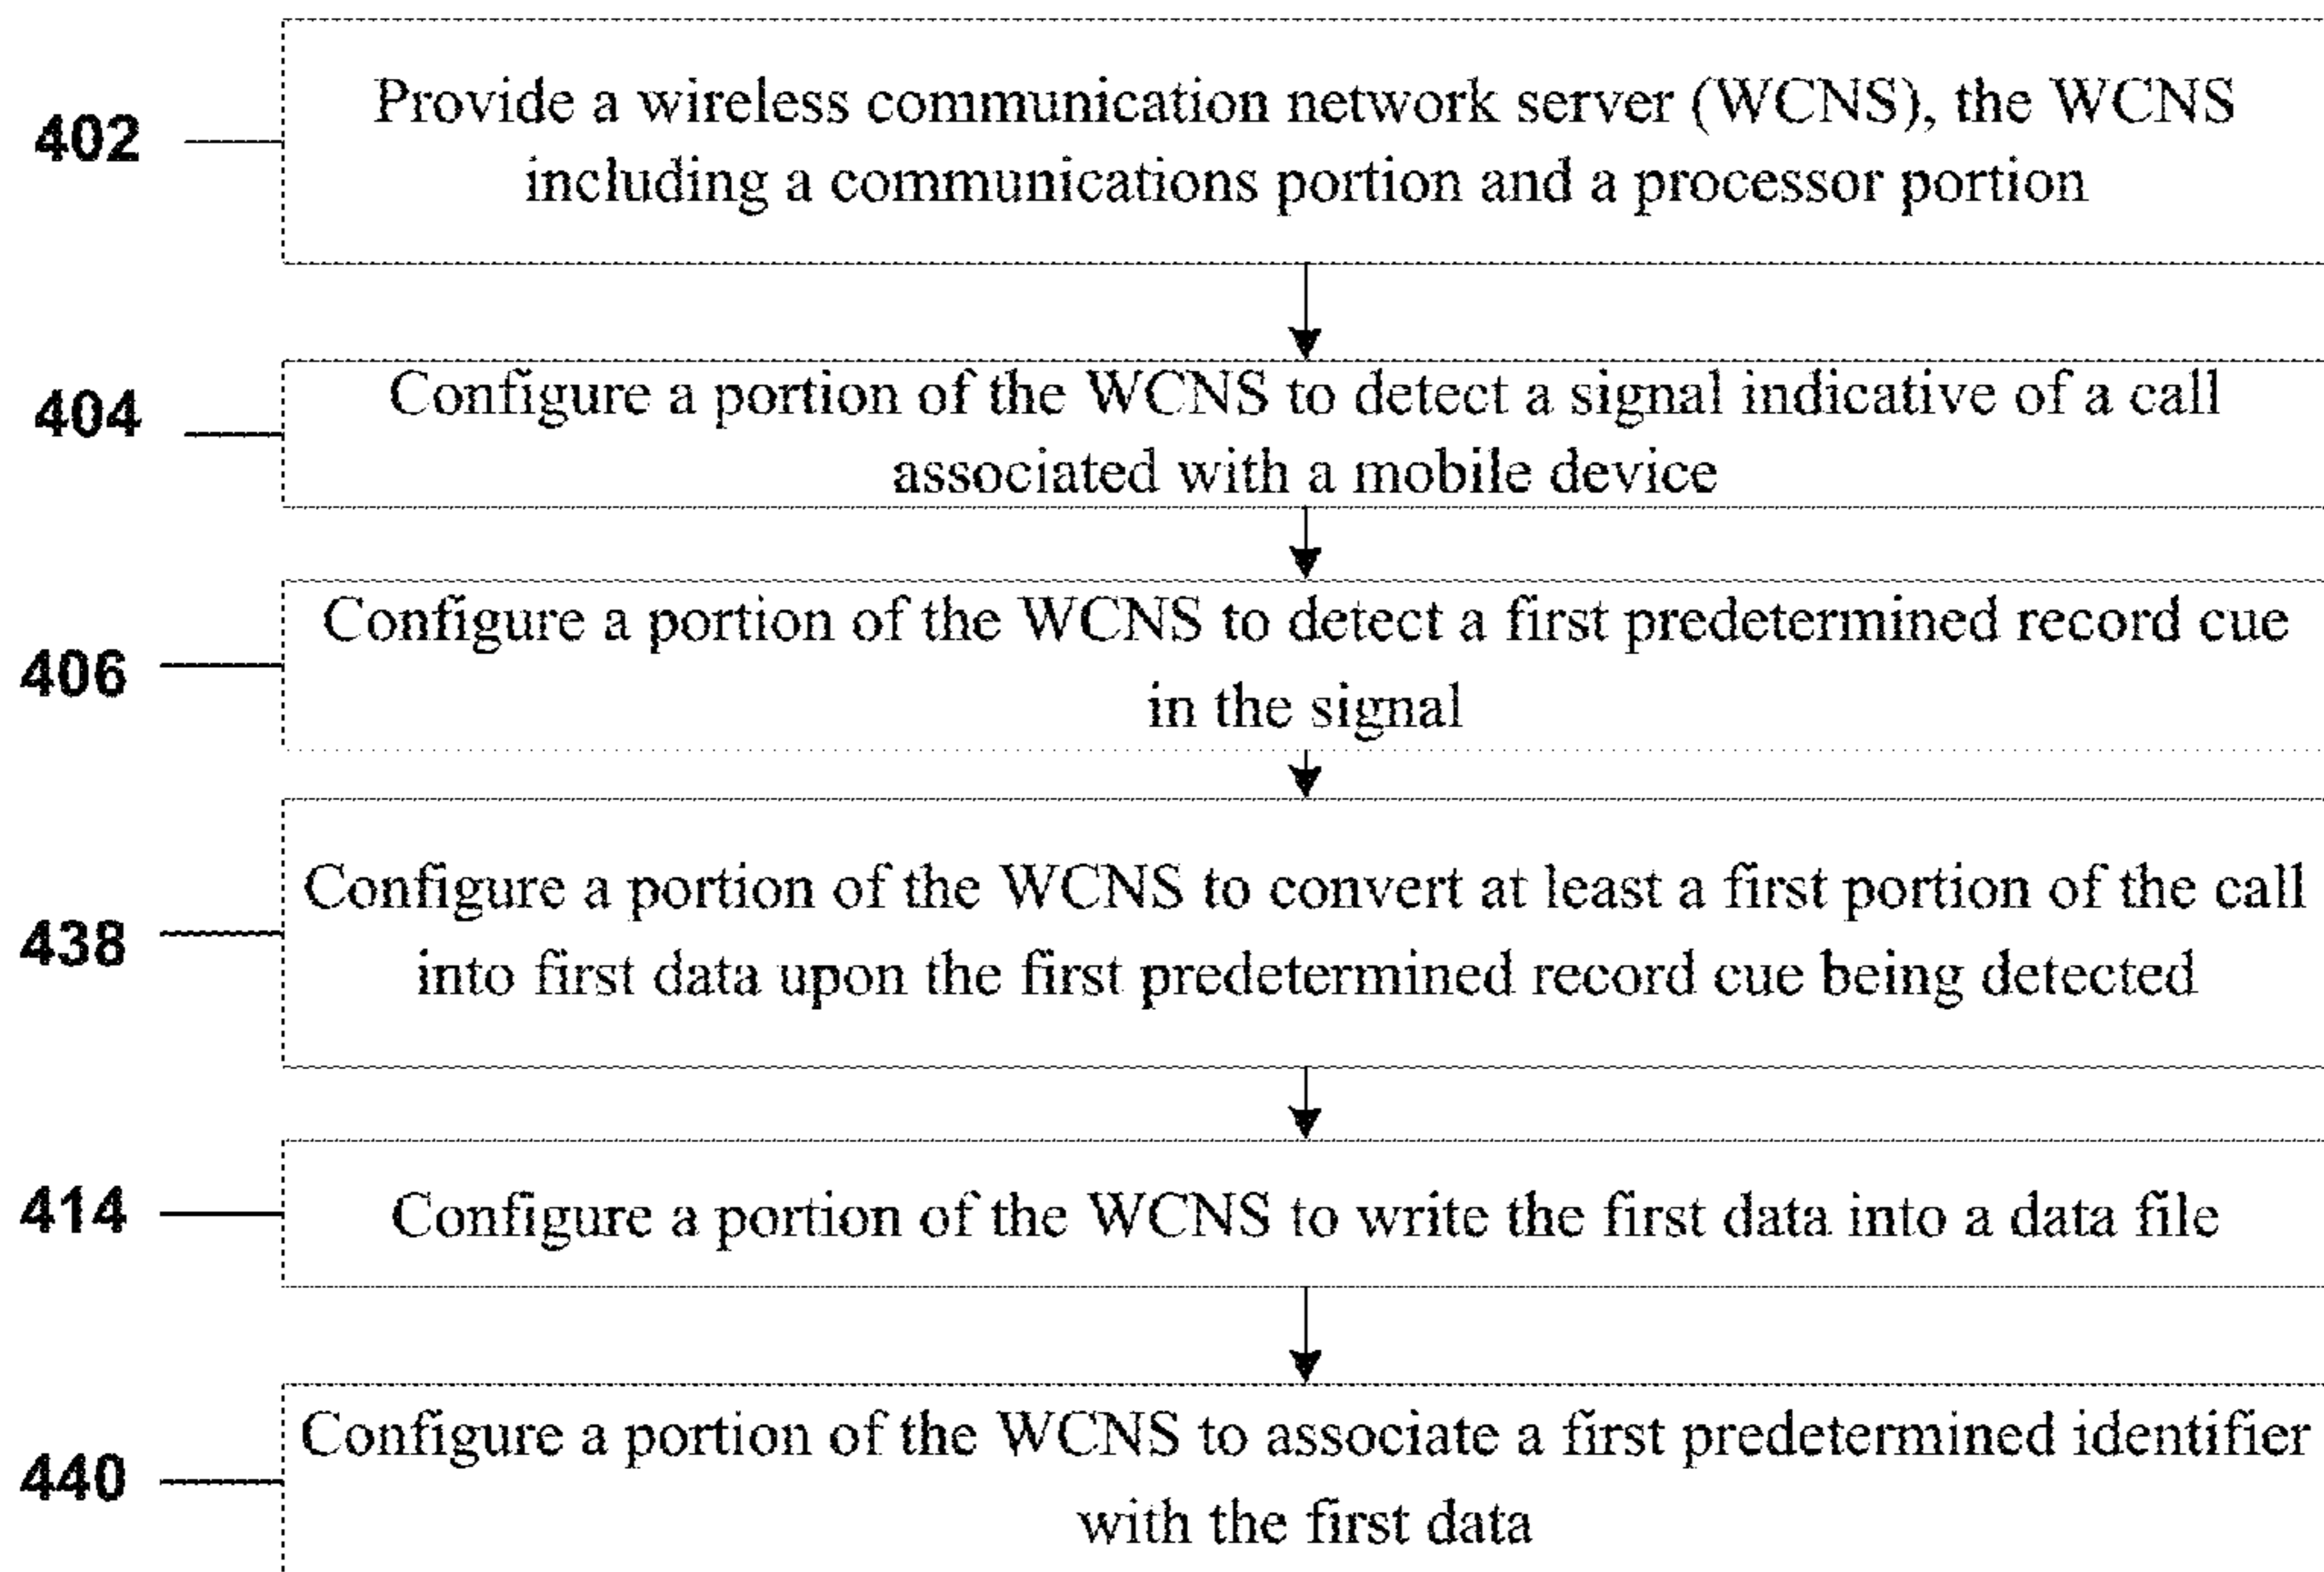 402
Provide a wireless communication network server (WCNS), the WCNS
including a communications portion and a processor portion
404
Configure a portion of the WCNS to detect a signal indicative of a call
associated with a mobile device
406
Configure a portion of the WCNS to detect a first predetermined record cue
in the signal
438
Configure a portion of the WCNS to convert at least a first portion of the call
into first data upon the first predetermined record cue being detected
414
Configure a portion of the WCNS to write the first data into a data file
440
Configure a portion of the WCNS to associate a first predetermined identifier
with the first data